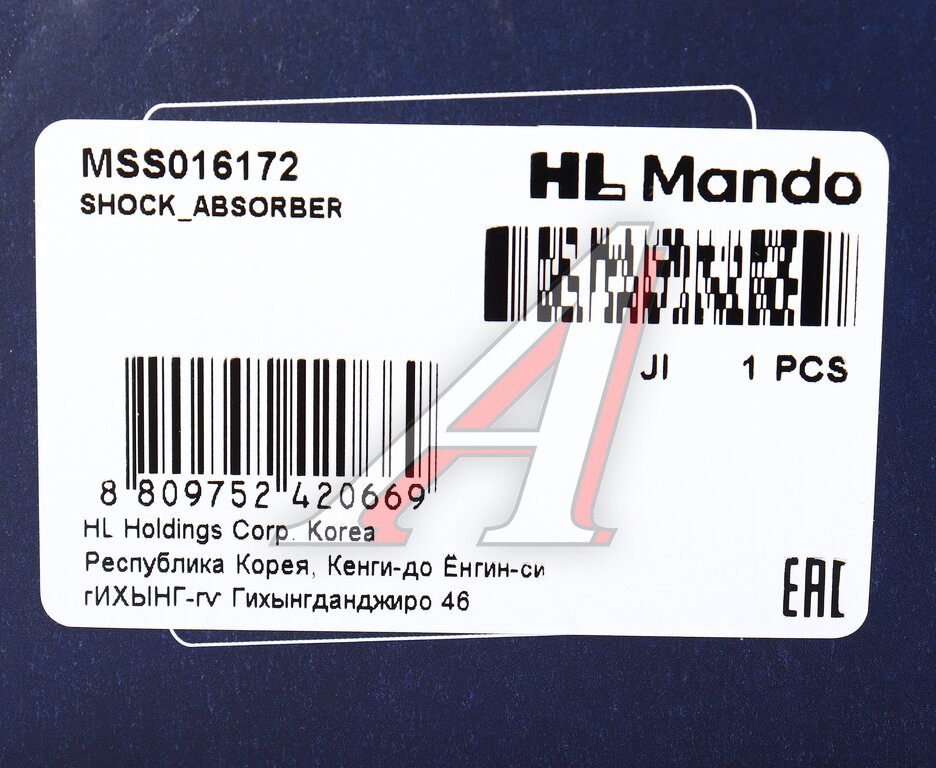 MSS016172
SHOCK_ABSORBER
HL Mando
JI 1 PCS
8 809752 420669
HL Holdings Corp. Korea
Республика Корея, Кенги-до Ёнгин-си
гИХЫНГ-гу Гихынгданджиро 46
EAC